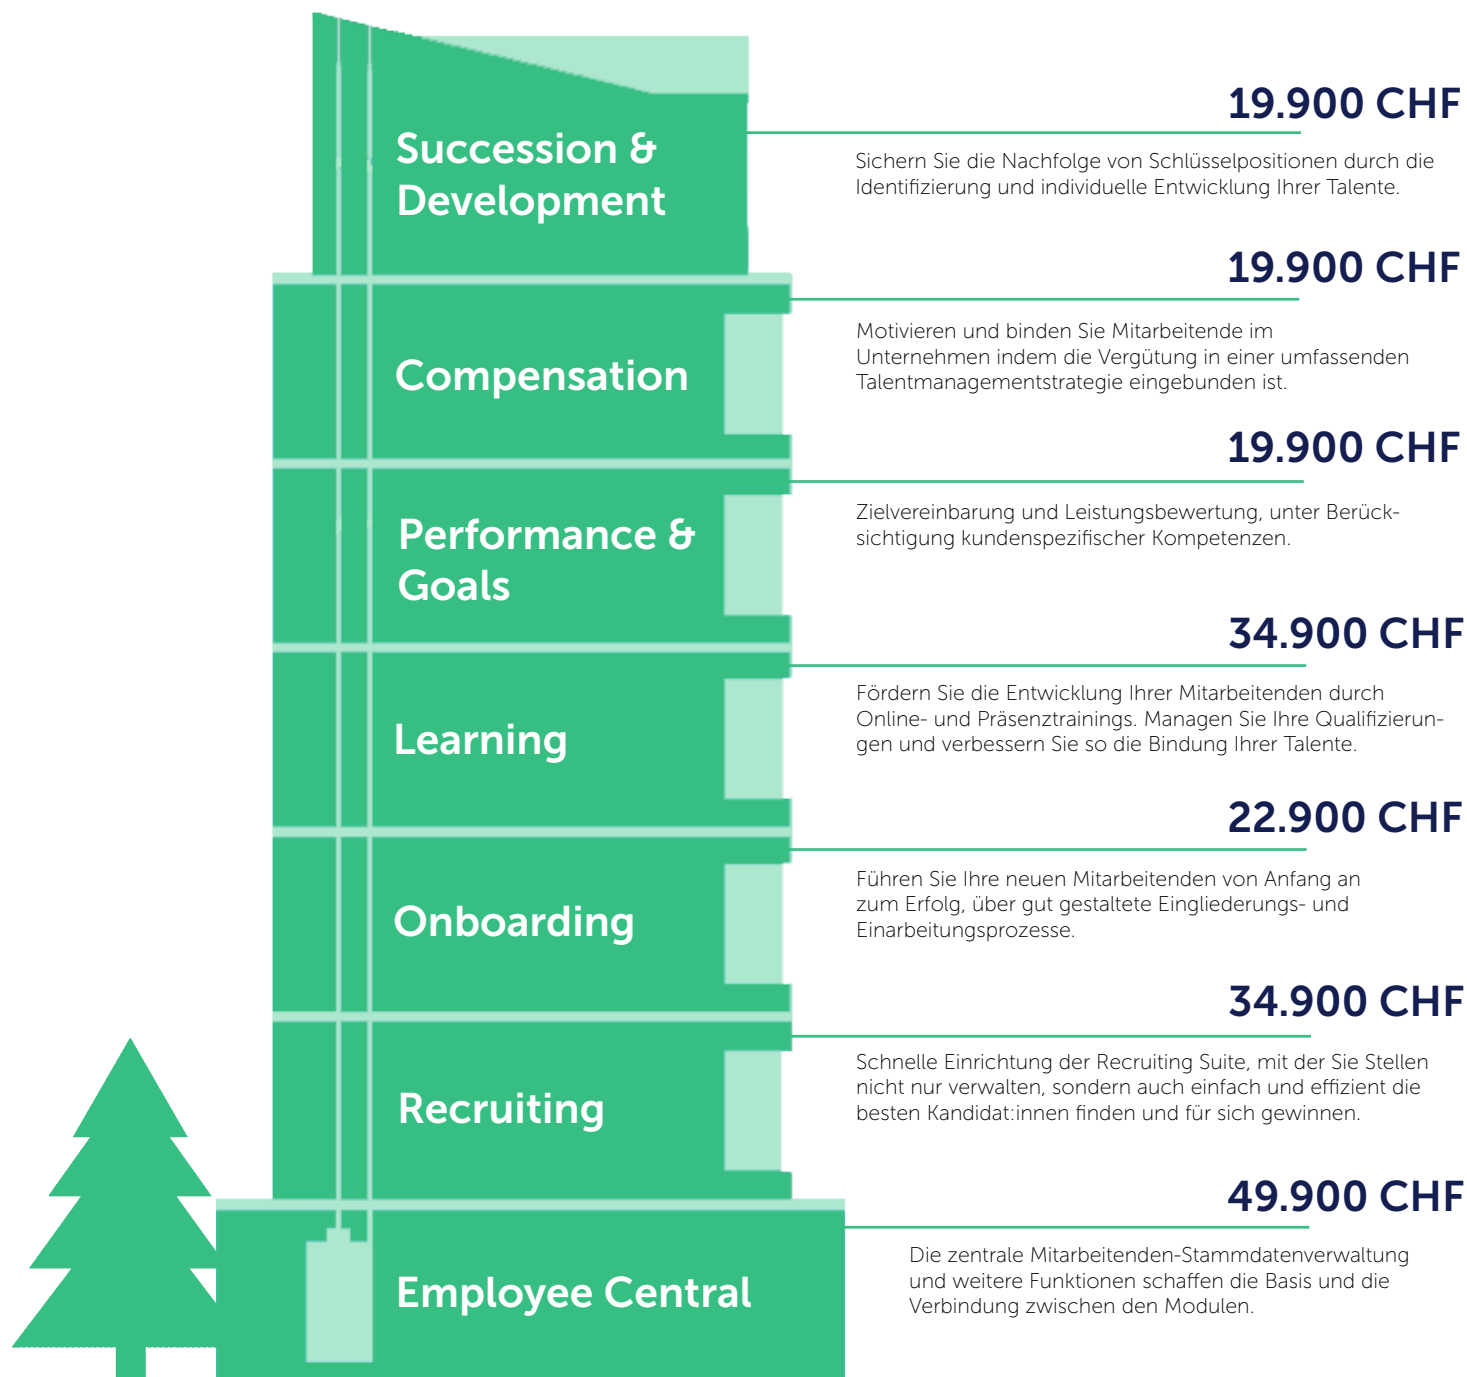 19.900 CHF
Succession &
Development
Sichern Sie die Nachfolge von Schlüsselpositionen durch die
Identifizierung und individuelle Entwicklung Ihrer Talente.
19.900 CHF
Compensation
Motivieren und binden Sie Mitarbeitende im
Unternehmen indem die Vergütung in einer umfassenden
Talentmanagementstrategie eingebunden ist.
19.900 CHF
Performance &
Goals
Zielvereinbarung und Leistungsbewertung, unter Berück-
sichtigung kundenspezifischer Kompetenzen.
34.900 CHF
Learning
Fördern Sie die Entwicklung Ihrer Mitarbeitenden durch
Online- und Präsenztrainings. Managen Sie Ihre Qualifizierun-
gen und verbessern Sie so die Bindung Ihrer Talente.
22.900 CHF
Onboarding
Führen Sie Ihre neuen Mitarbeitenden von Anfang an
zum Erfolg, über gut gestaltete Eingliederungs- und
Einarbeitungsprozesse.
34.900 CHF
Recruiting
Schnelle Einrichtung der Recruiting Suite, mit der Sie Stellen
nicht nur verwalten, sondern auch einfach und effizient die
besten Kandidat:innen finden und für sich gewinnen.
49.900 CHF
Employee Central
Die zentrale Mitarbeitenden-Stammdatenverwaltung
und weitere Funktionen schaffen die Basis und die
Verbindung zwischen den Modulen.